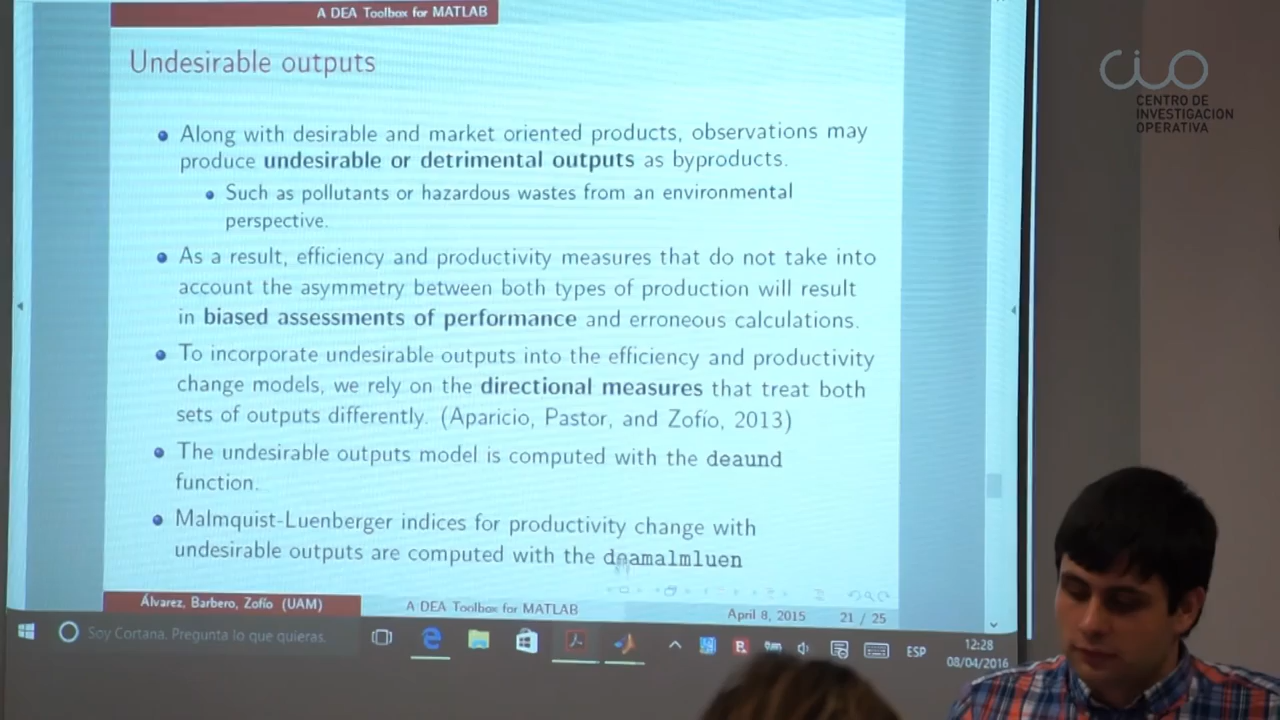 A DEA Toolbox for MATLAB
Undesirable outputs
Along with desirable and market oriented products, observations may
produce undesirable or detrimental outputs as byproducts.
Such as pollutants or hazardous wastes from an environmental
perspective.
As a result, efficiency and productivity measures that do not take into
account the asymmetry between both types of production will result
in biased assessments of performance and erroneous calculations.
To incorporate undesirable outputs into the efficiency and productivity
change models, we rely on the directional measures that treat both
sets of outputs differently. (Aparicio, Pastor, and Zofío, 2013)
The undesirable outputs model is computed with the deaund
function.
Malmquist-Luenberger indices for productivity change with
undesirable outputs are computed with the deamalmluen
Álvarez, Barbero, Zofío (UAM)
A DEA Toolbox for MATLAB
April 8, 2015
21 / 25
Soy Cortana. Pregunta lo que quieras.
ESP
12:28
08/04/2016
CIO
CENTRO DE
INVESTIGACION
OPERATIVA